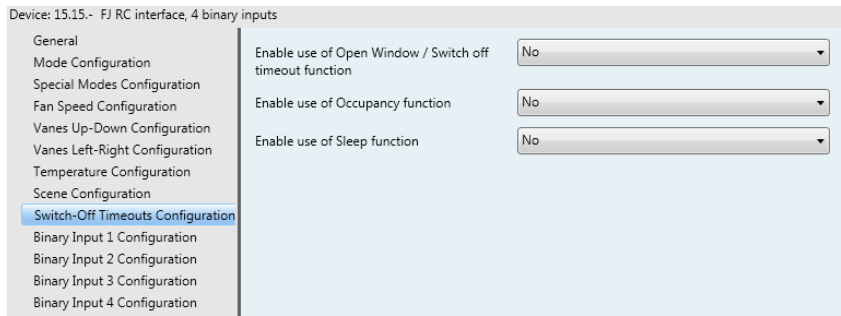 Device: 15.15.- FJ RC interface, 4 binary inputs
General
Mode Configuration
Special Modes Configuration
Fan Speed Configuration
Vanes Up-Down Configuration
Vanes Left-Right Configuration
Temperature Configuration
Scene Configuration
Switch-Off Timeouts Configuration
Binary Input 1 Configuration
Binary Input 2 Configuration
Binary Input 3 Configuration
Binary Input 4 Configuration
Enable use of Open Window / Switch off
timeout function
No
Enable use of Occupancy function
No
Enable use of Sleep function
No